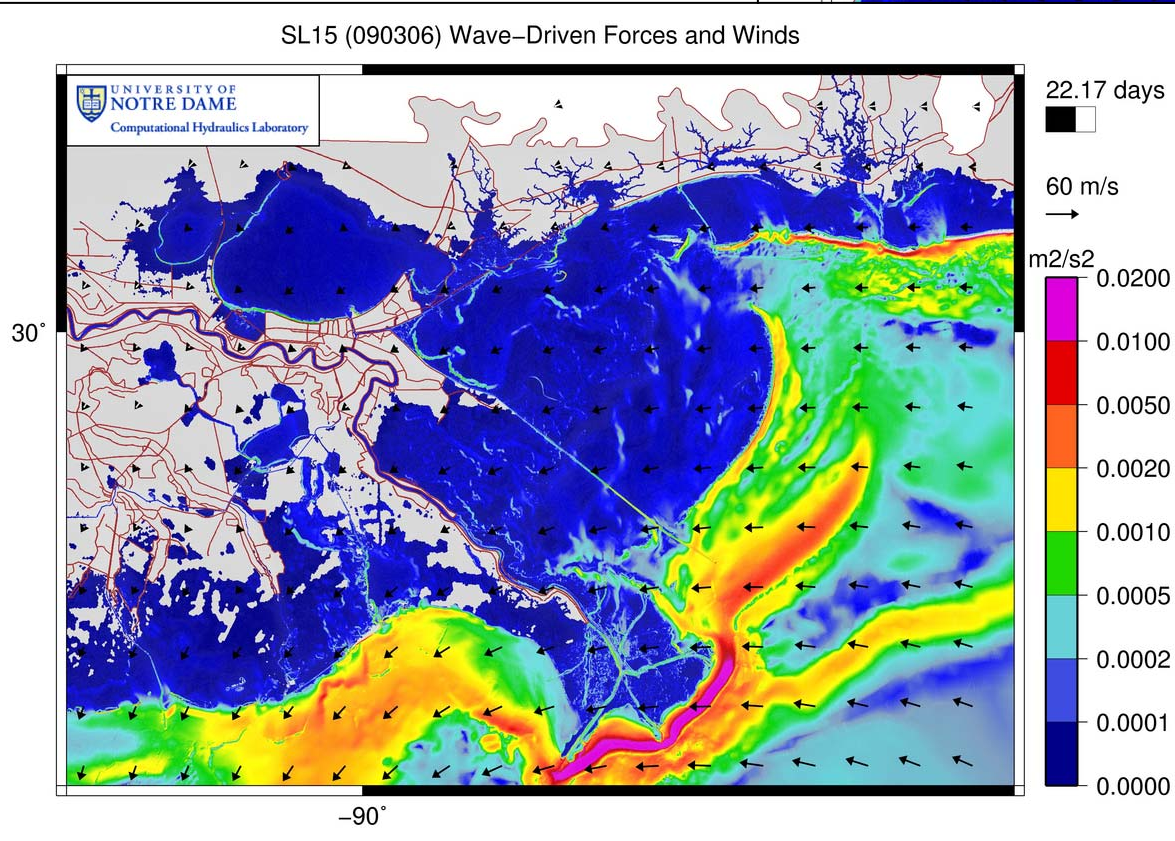 SL15 (090306) Wave−Driven Forces and Winds
UNIVERSITY OF
NOTRE DAME
Computational Hydraulics Laboratory
22.17 days
60 m/s
m2/s2
0.0200
0.0100
0.0050
0.0020
0.0010
0.0005
0.0002
0.0001
0.0000
30˚
−90˚